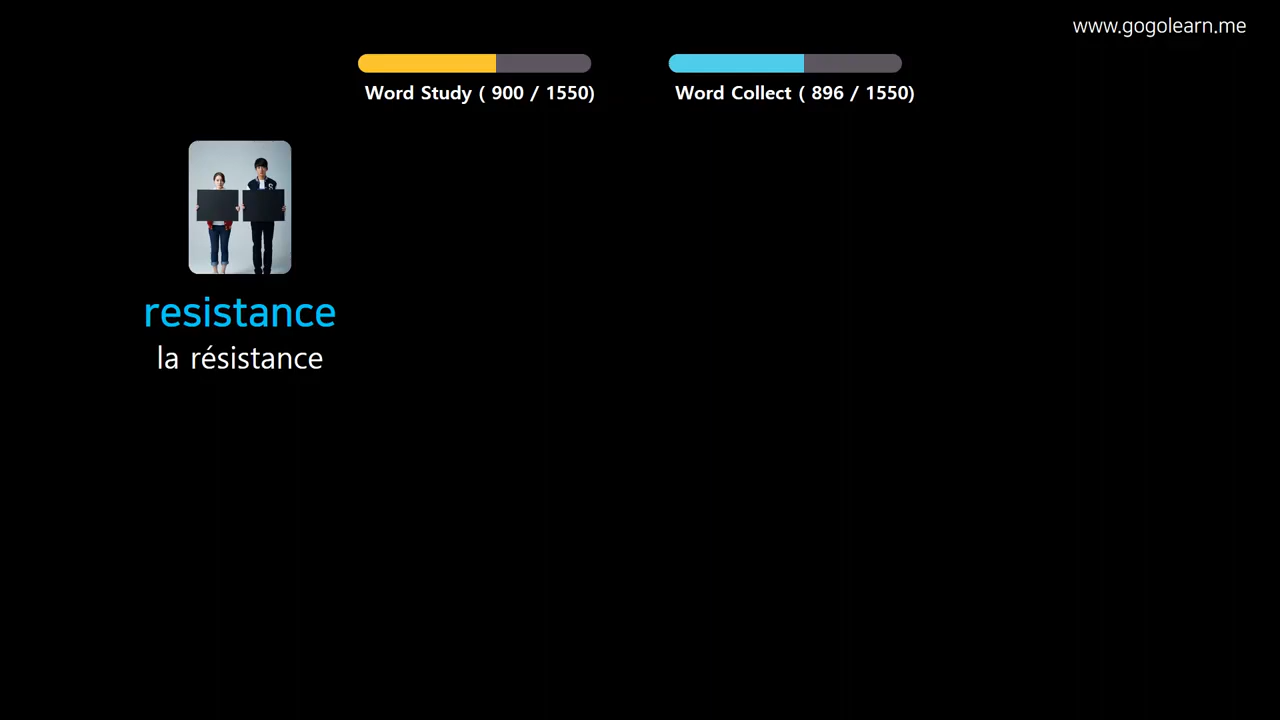 www.gogolearn.me
Word Study ( 900 / 1550)
Word Collect ( 896 / 1550)
resistance
la résistance